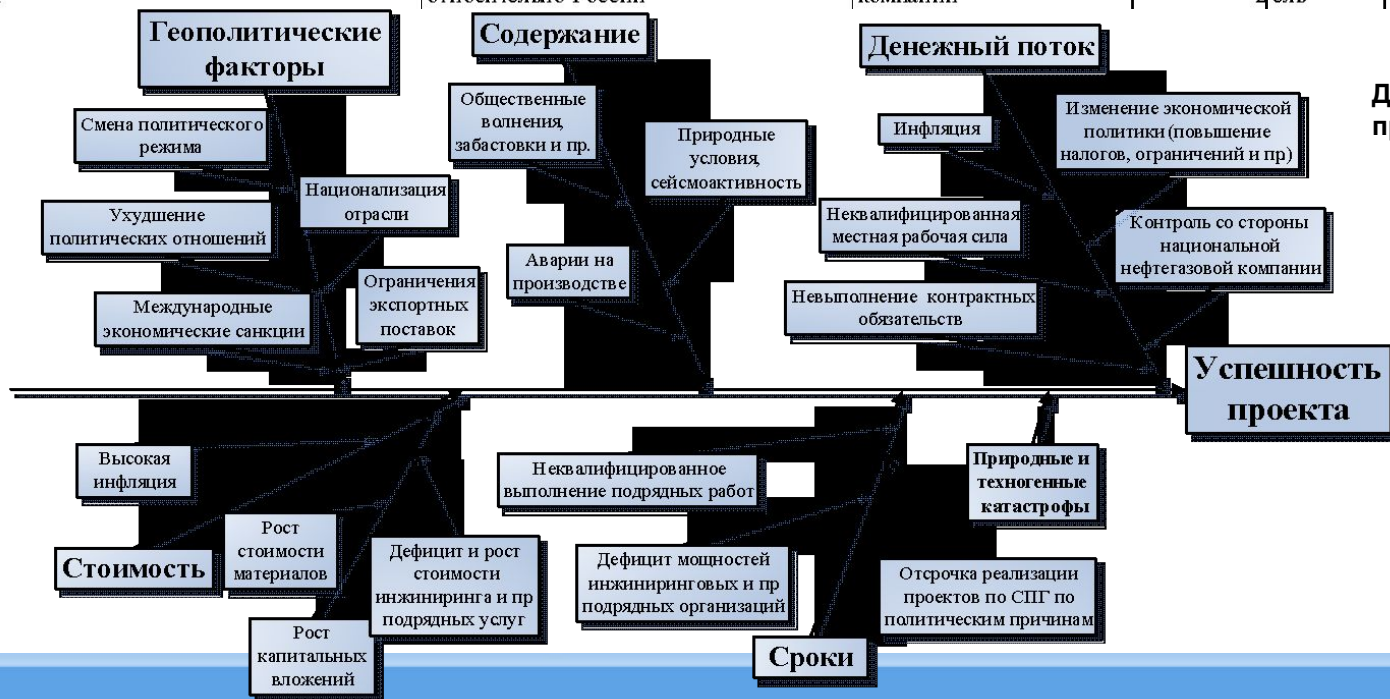 Геополитические
факторы
Смена политического
режима
Национализация
отрасли
Ухудшение
политических отношений
Международные
экономические санкции
Ограничения
экспортных
поставок
Содержание
Общественные
волнения,
забастовки и пр.
Природные
условия,
сейсмоактивность
Аварии на
производстве
Денежный поток
Инфляция
Изменение экономической
политики (повышение
налогов, ограничений и пр)
Неквалифицированная
местная рабочая сила
Контроль со стороны
национальной
нефтегазовой компании
Невыполнение контрактных
обязательств
Успешность
проекта
Высокая
инфляция
Стоимость
Рост
стоимости
материалов
Дефицит и рост
стоимости
инжиниринга и пр
подрядных услуг
Рост
капитальных
вложений
Неквалифицированное
выполнение подрядных работ
Дефицит мощностей
инжиниринговых и пр
подрядных организаций
Сроки
Природные и
техногенные
катастрофы
Отсрочка реализации
проектов по СПГ по
политическим причинам